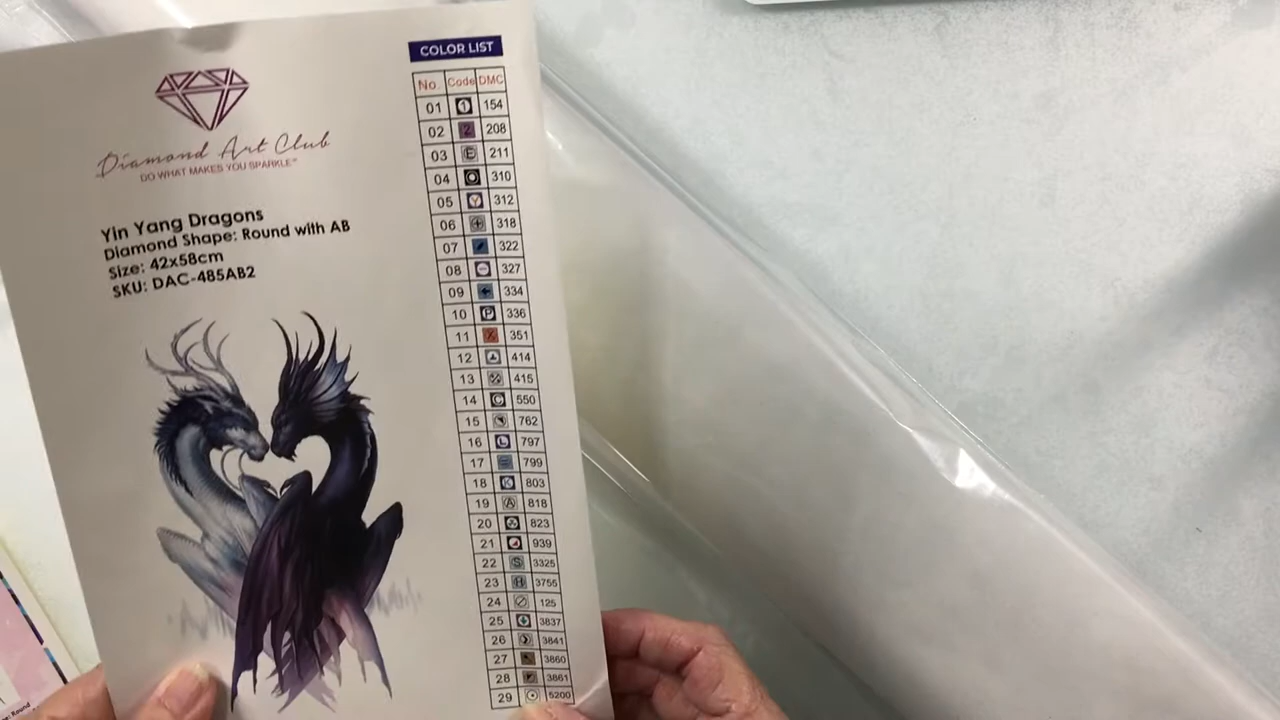 Diamond Art Club
DO WHAT MAKES YOU SPARKLE™
Yin Yang Dragons
Diamond Shape: Round with AB
Size: 42x58cm
SKU: DAC-485AB2
COLOR LIST
No. Code DMC
01 1 154
02 2 208
03 E 211
04 310
05 Y 312
06 318
07 322
08 327
09 334
10 P 336
11 351
12 414
13 415
14 C 550
15 762
16 L 797
17 799
18 K 803
19 A 818
20 823
21 939
22 S 3325
23 H 3755
24 125
25 3837
26 3841
27 3860
28 3861
29 5200
Round